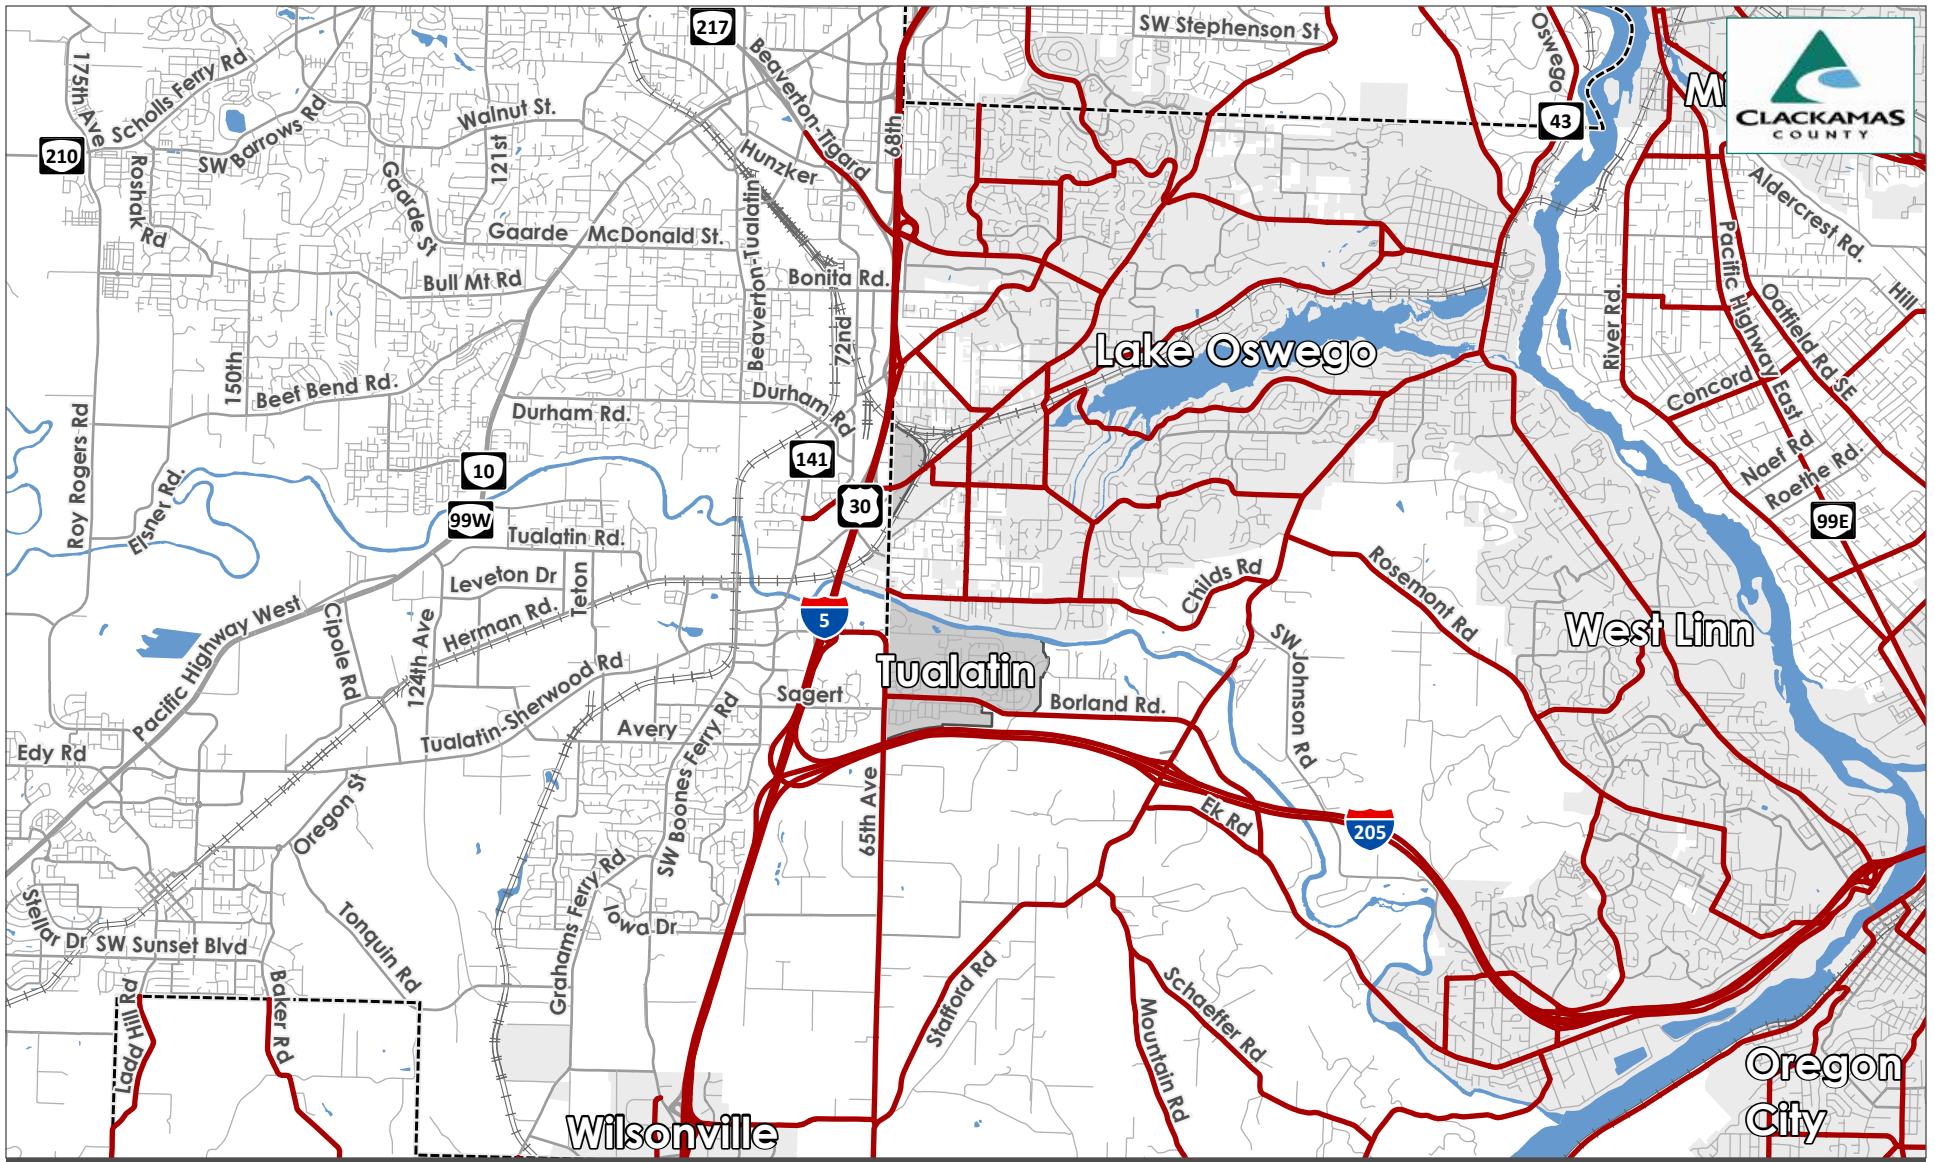 217
SW Stephenson St
Oswego
43
Mi
CLACKAMAS
COUNTY
175th Ave
Scholls Ferry Rd
SW Barrows Rd
210
Roshak Rd
Walnut St.
121st
Gaarde St
Gaarde
McDonald St.
Bull Mt Rd
Beaverton-Tigard
Hunzker
68th
Beaverton-Tualatin
Bonita Rd.
72nd
Aldercrest Rd.
Pacific Highway East
Oatfield Rd SE
Hill
River Rd.
Lake Oswego
150th
Beef Bend Rd.
Durham Rd.
Durham Rd
Concord
Naef Rd
Roethe Rd.
99E
Roy Rogers Rd
Elsner Rd.
10
99W
141
30
Tualatin Rd.
Leveton Dr
Teton
Herman Rd.
124th Ave
Cipole Rd
Pacific Highway West
5
Childs Rd
Rosemont Rd
SW Johnson Rd
West Linn
Tualatin
Sagert
Borland Rd.
Tualatin-Sherwood Rd
Avery
SW Boones Ferry Rd
Edy Rd
Oregon St
65th Ave
Ek Rd
205
Stellar Dr
SW Sunset Blvd
Tonquin Rd
Grahams Ferry Rd
Iowa Dr
Ladd Hill Rd
Baker Rd
Stafford Rd
Schaeffer Rd
Mountain Rd
Wilsonville
Oregon
City